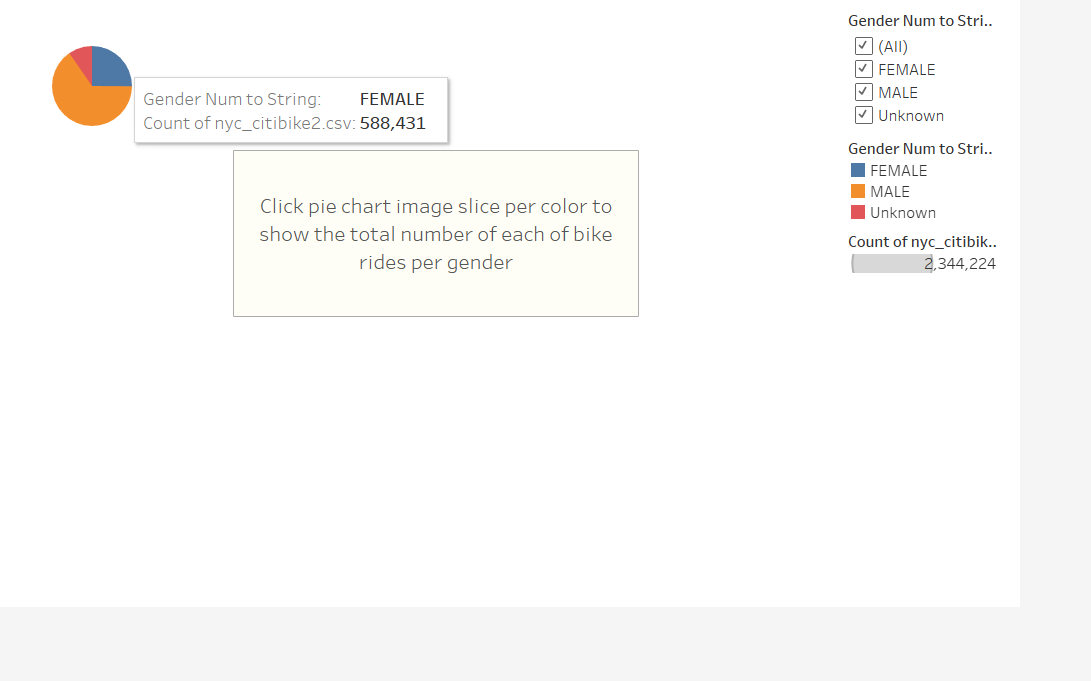 Gender Num to String: FEMALE
Count of nyc_citibike2.csv: 588,431
Click pie chart image slice per color to
show the total number of each of bike
rides per gender
Gender Num to Stri..
(All)
FEMALE
MALE
Unknown
Gender Num to Stri..
FEMALE
MALE
Unknown
Count of nyc_citibik..
2,344,224